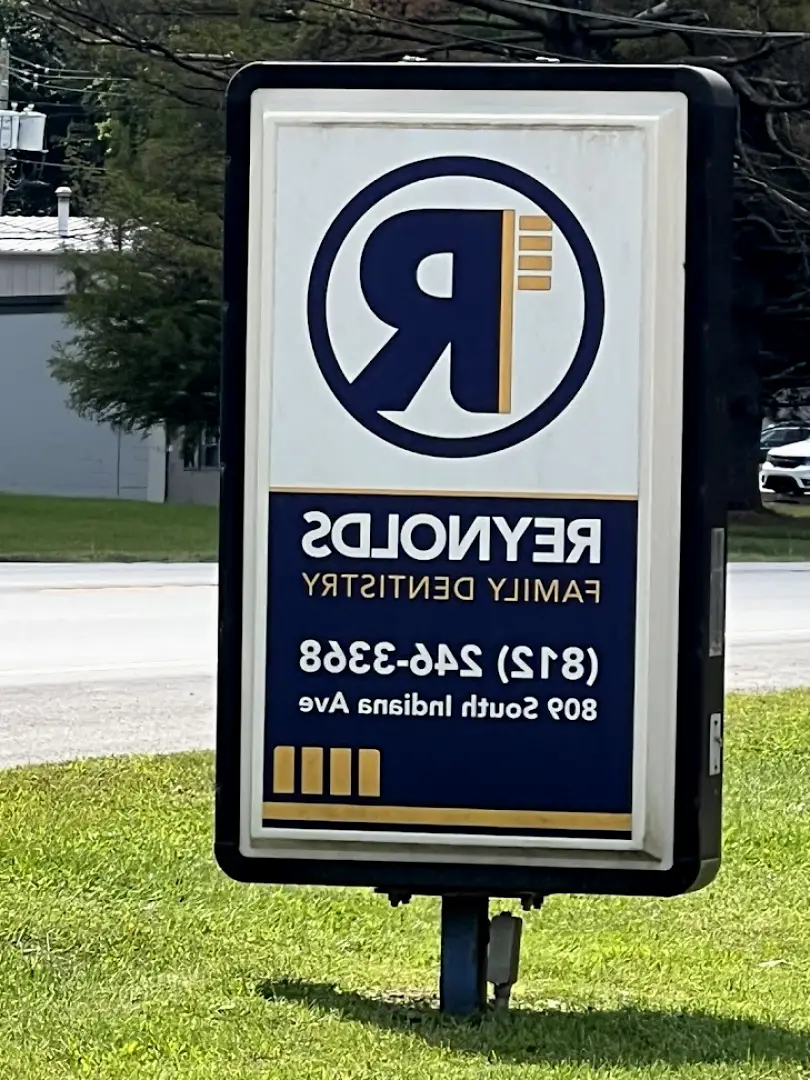 R
REYNOLDS
FAMILY DENTISTRY
(812) 246-3368
809 South Indiana Ave